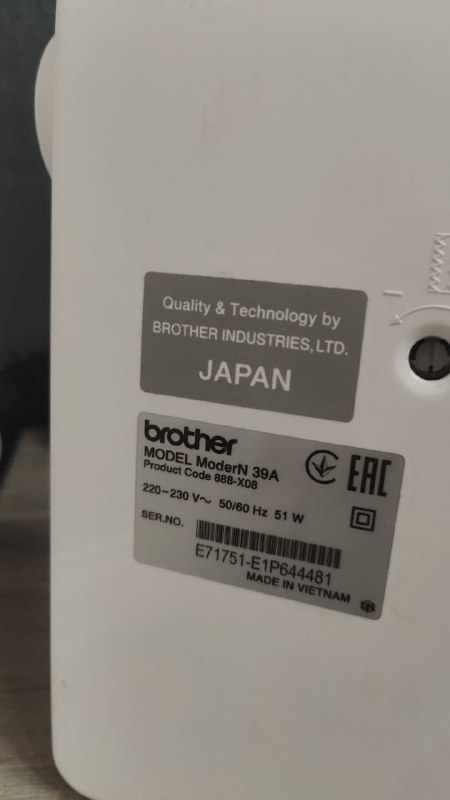 Quality & Technology by
BROTHER INDUSTRIES, LTD.
JAPAN
brother
MODEL ModerN 39A
Product Code 888-X08
EAC
220-230 V~ 50/60 Hz 51 W
SER.NO.
E71751-E1P644481
MADE IN VIETNAM